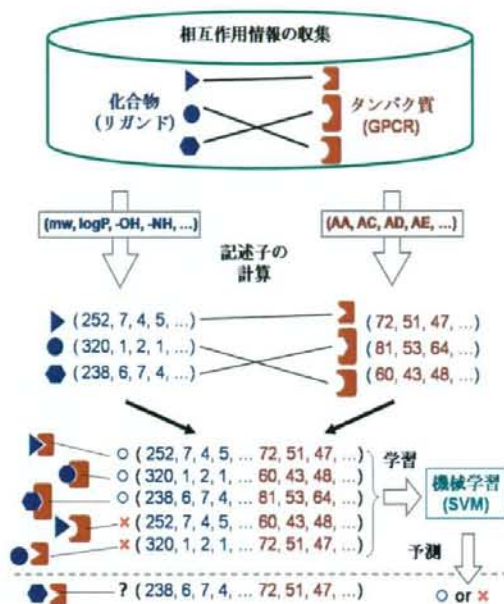 相互作用情報の収集
化合物
(リガンド)
タンパク質
(GPCR)
(mw, logP, -OH, -NH, ...)
(AA, AC, AD, AE, ...)
記述子の
計算
(252, 7, 4, 5, ...)
(72, 51, 47, ...)
(320, 1, 2, 1, ...)
(81, 53, 64, ...)
(238, 6, 7, 4, ...)
(60, 43, 48, ...)
○ (252, 7, 4, 5, ... 72, 51, 47, ...)
○ (320, 1, 2, 1, ... 60, 43, 48, ...)
○ (238, 6, 7, 4, ... 81, 53, 64, ...)
× (252, 7, 4, 5, ... 60, 43, 48, ...)
× (320, 1, 2, 1, ... 72, 51, 47, ...)
学習
機械学習
(SVM)
予測
? (238, 6, 7, 4, ... 72, 51, 47, ...)
○ or ×